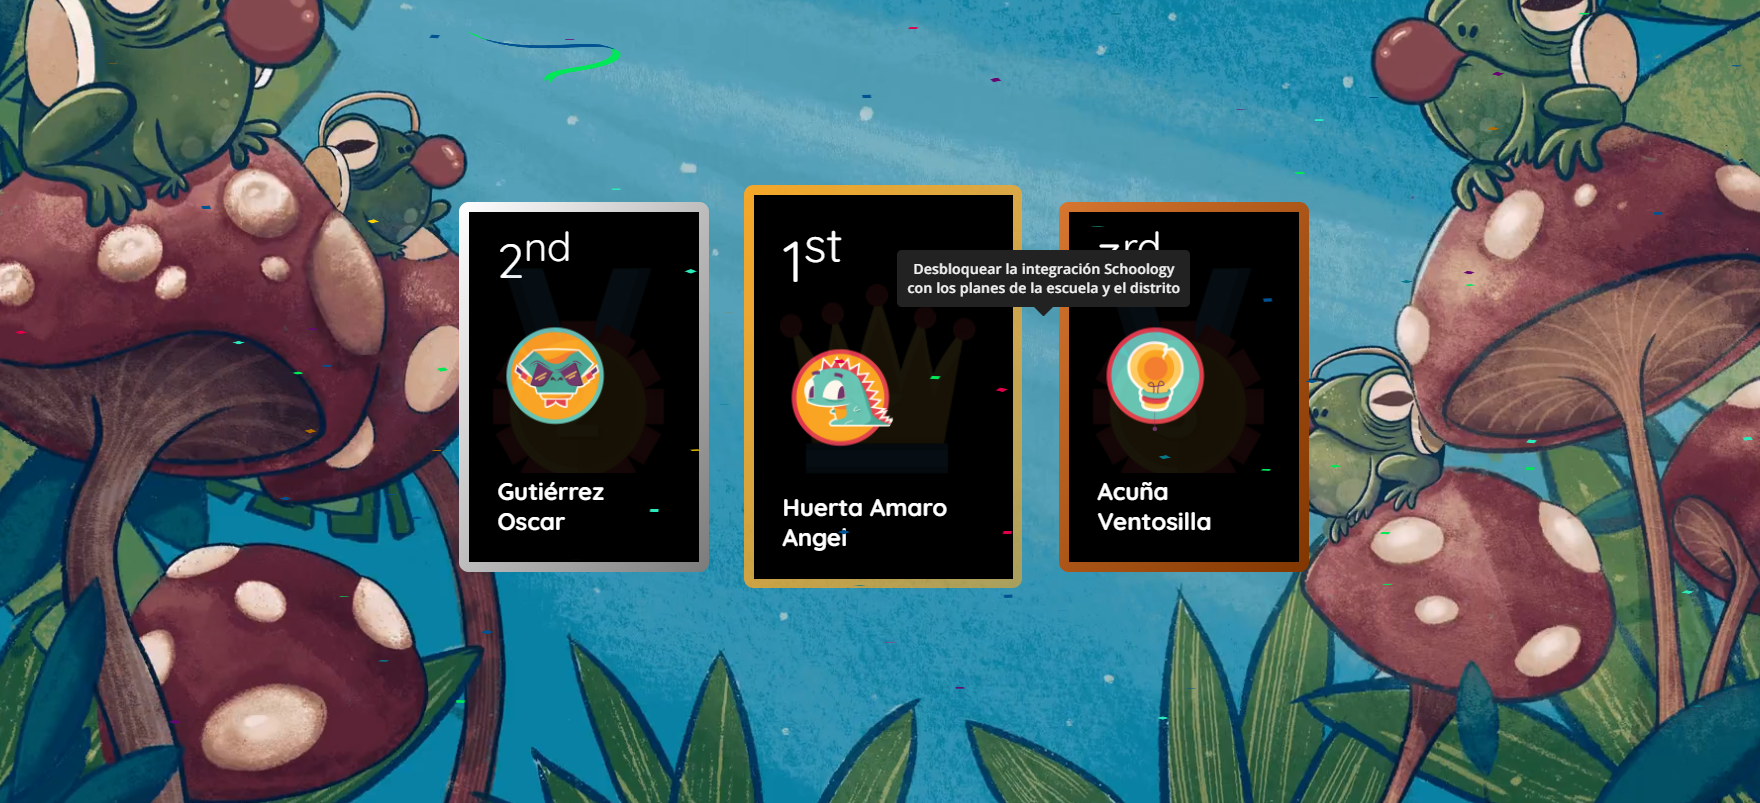 2nd
Gutiérrez
Oscar
1st
Huerta Amaro
Angel
3rd
Desbloquear la integración Schoology
con los planes de la escuela y el distrito
Acuña
Ventosilla